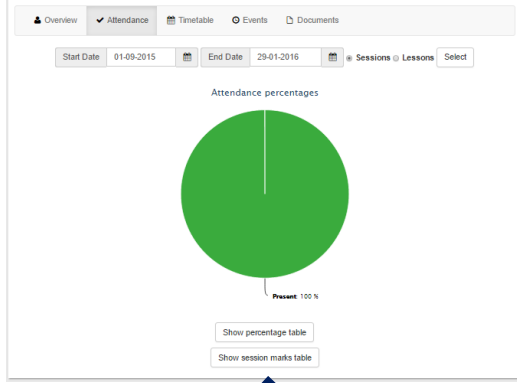 Overview Attendance Timetable Events Documents
Start Date 01-09-2015 End Date 29-01-2016 Sessions Lessons Select
Attendance percentages
Present: 100 %
Show percentage table
Show session marks table